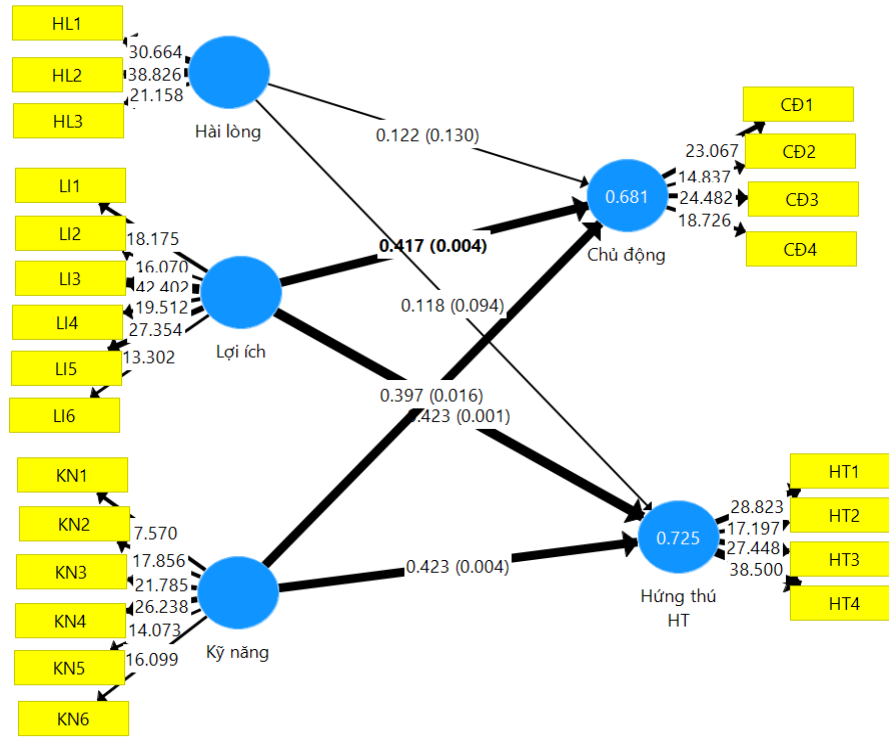 HL1
HL2
HL3
30.664
38.826
21.158
Hài lòng
LI1
LI2
LI3
LI4
LI5
LI6
18.175
16.070
42.402
19.512
27.354
13.302
Lợi ích
KN1
KN2
KN3
KN4
KN5
KN6
7.570
17.856
21.785
26.238
14.073
16.099
Kỹ năng
0.122 (0.130)
0.417 (0.004)
0.118 (0.094)
0.397 (0.016)
0.423 (0.001)
0.423 (0.004)
0.681
Chủ động
23.067
14.837
24.482
18.726
CĐ1
CĐ2
CĐ3
CĐ4
0.725
Hứng thú
HT
28.823
17.197
27.448
38.500
HT1
HT2
HT3
HT4